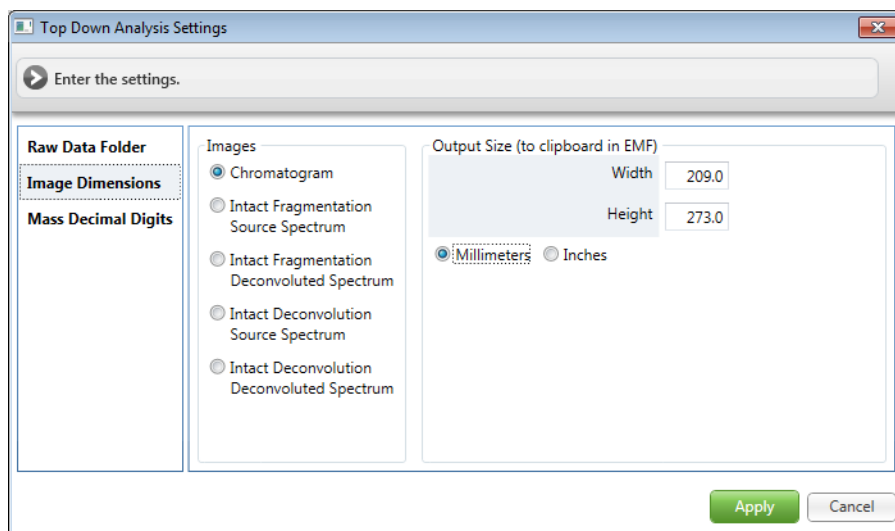 Top Down Analysis Settings
Enter the settings.
Raw Data Folder
Image Dimensions
Mass Decimal Digits
Images
Chromatogram
Intact Fragmentation
Source Spectrum
Intact Fragmentation
Deconvoluted Spectrum
Intact Deconvolution
Source Spectrum
Intact Deconvolution
Deconvoluted Spectrum
Output Size (to clipboard in EMF)
Width 209.0
Height 273.0
Millimeters Inches
Apply Cancel